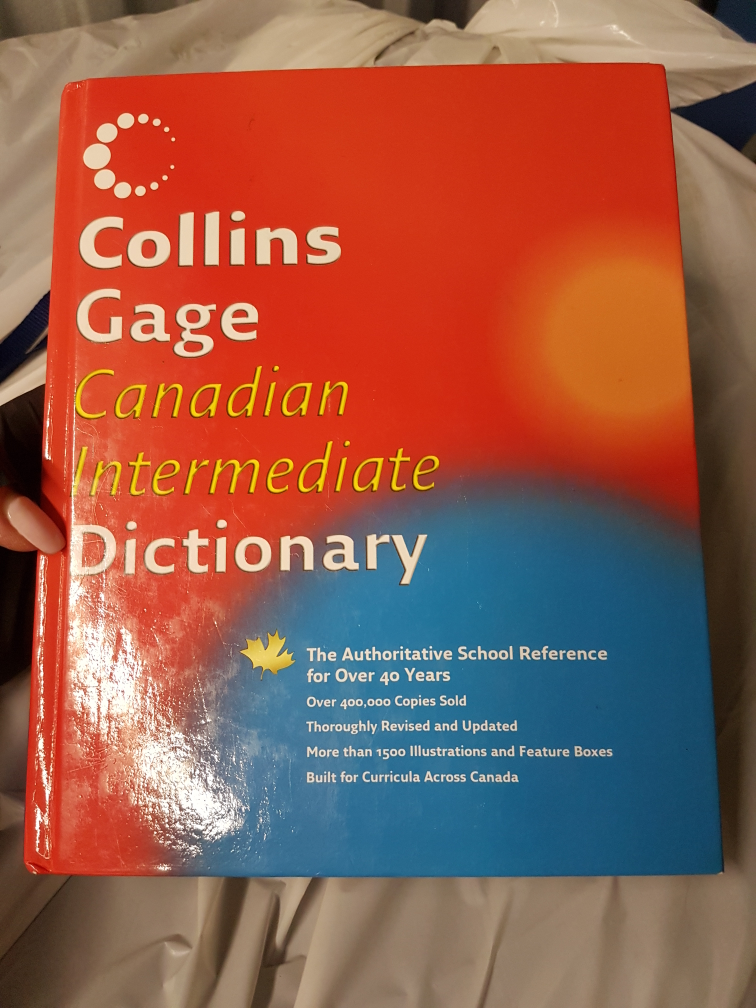 Collins
Gage
Canadian
Intermediate
Dictionary
The Authoritative School Reference
for Over 40 Years
Over 400,000 Copies Sold
Thoroughly Revised and Updated
More than 1500 Illustrations and Feature Boxes
Built for Curricula Across Canada